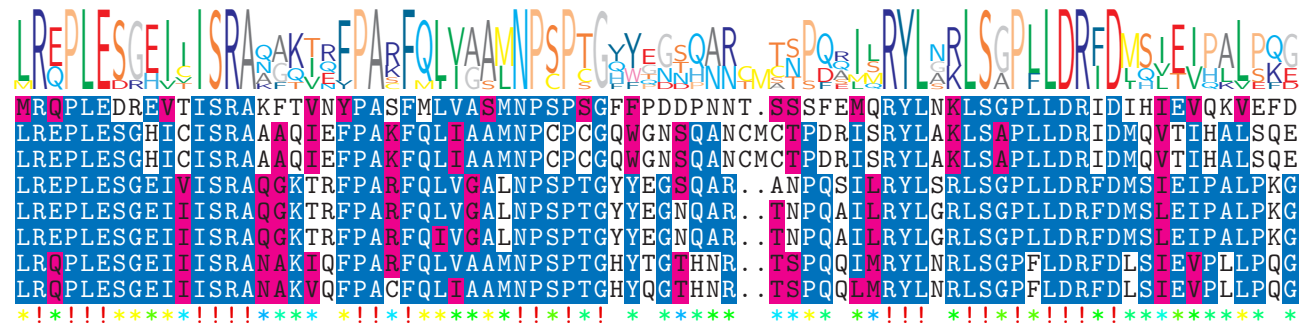 MRQPLEDREVTISRAKFTVNYPASFMLVASMNPSPSGFFPDDPNNT.SSSFEMQRYLNKLSGPLLDRIDIHIEVQKVEFD
LREPLESGHICISRAAAQIEFPAKFQLIAAMNPCPCGQWGNSQANCMCTPDRISRYLAKLSAPLLDRIDMQVTIHALSQE
LREPLESGHICISRAAAQIEFPAKFQLIAAMNPCPCGQWGNSQANCMCTPDRISRYLAKLSAPLLDRIDMQVTIHALSQE
LREPLESGEIVISRAQGKTRFPARFQLVGALNPSPTGYYEGSQAR..ANPQSILRYLSRLSGPLLDRFDMSIEIPALPKG
LREPLESGEIIISRAQGKTRFPARFQLVGALNPSPTGYYEGNQAR..TNPQAILRYLGRLSGPLLDRFDMSLEIPALPKG
LREPLESGEIIISRAQGKTRFPARFQIVGALNPSPTGYYEGNQAR..TNPQAILRYLGRLSGPLLDRFDMSLEIPALPKG
LRQPLESGEIIISRANAKIQFPARFQLVAAMNPSPTGHYTGTHNR..TSPQQIMRYLNRLSGPFLDRFDLSIEVPLLPQG
LRQPLESGEIIISRANAKVQFPACFQLIAAMNPSPTGHYQGTHNR..TSPQQLMRYLNRLSGPFLDRFDLSIEVPLLPQG